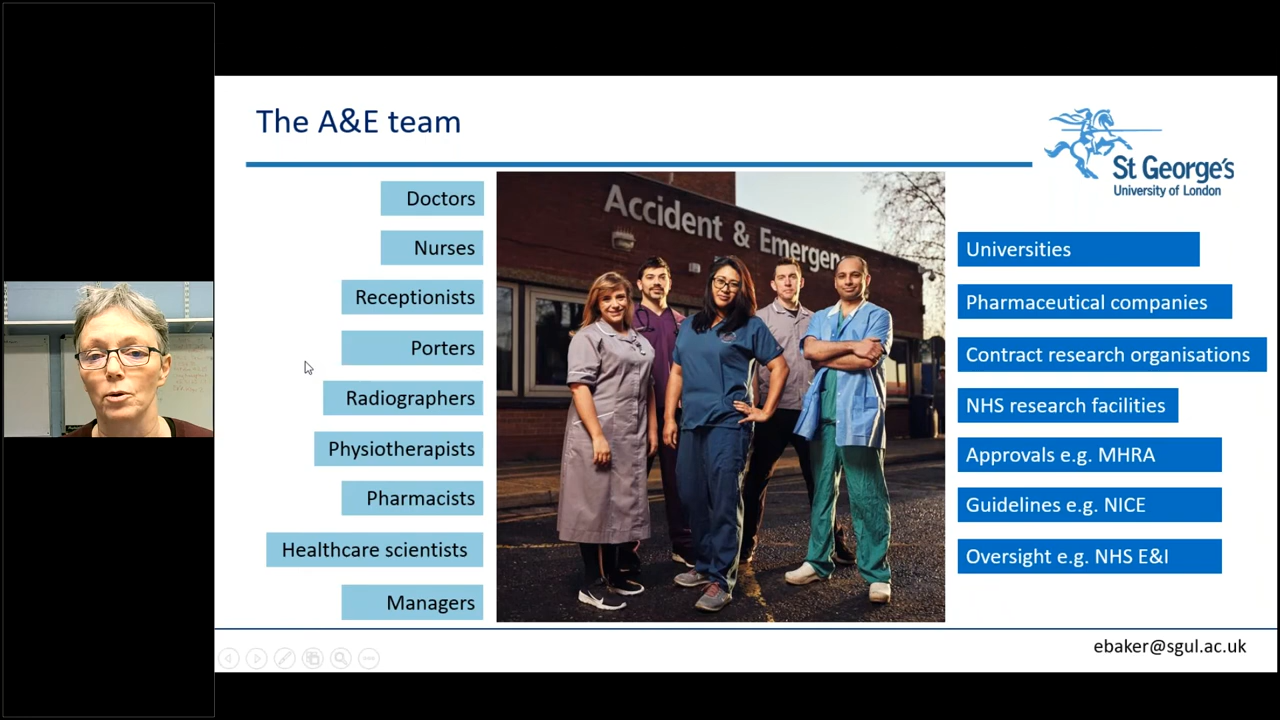 The A&E team
St George's
University of London
Doctors
Nurses
Receptionists
Porters
Radiographers
Physiotherapists
Pharmacists
Healthcare scientists
Managers
Accident & Emergen
Universities
Pharmaceutical companies
Contract research organisations
NHS research facilities
Approvals e.g. MHRA
Guidelines e.g. NICE
Oversight e.g. NHS E&I
ebaker@sgul.ac.uk